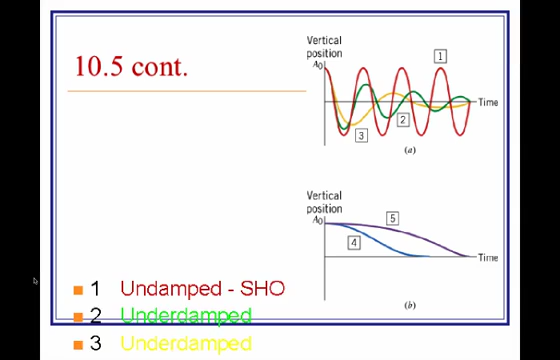 10.5 cont.
Vertical
position
A0
1
Time
2
3
(a)
Vertical
position
A0
5
4
Time
(b)
1 Undamped - SHO
2 Underdamped
3 Underdamped